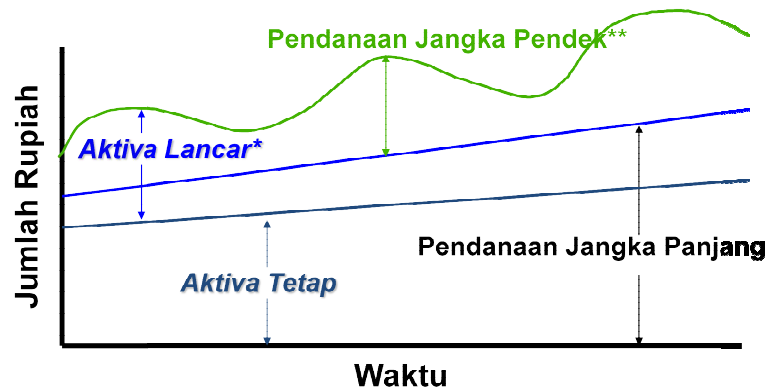 Pendanaan Jangka Pendek**
Jumlah Rupiah
Aktiva Lancar*
Pendanaan Jangka Panjang
Aktiva Tetap
Waktu